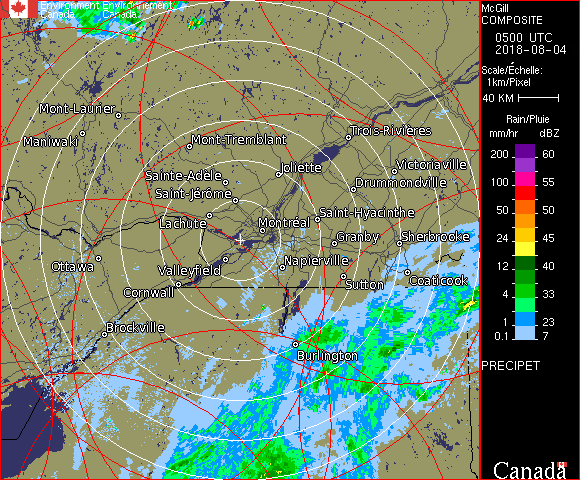 Environment Environnement
Canada Canada
McGill
COMPOSITE
0500 UTC
2018-08-04
Scale/Échelle:
1km/Pixel
40 KM
Rain/Pluie
mm/hr dBZ
200 60
100 55
50 50
24 45
12 40
4 33
1 23
0.1 7
PRECIPET
Canada
Mont-Laurier
Maniwaki
Mont-Tremblant
Trois-Rivières
Sainte-Adèle
Joliette
Victoriaville
Saint-Jérôme
Drummondville
Lachute
Montréal
Saint-Hyacinthe
Granby
Sherbrooke
Ottawa
Valleyfield
Napierville
Cornwall
Sutton
Coaticook
Brockville
Burlington